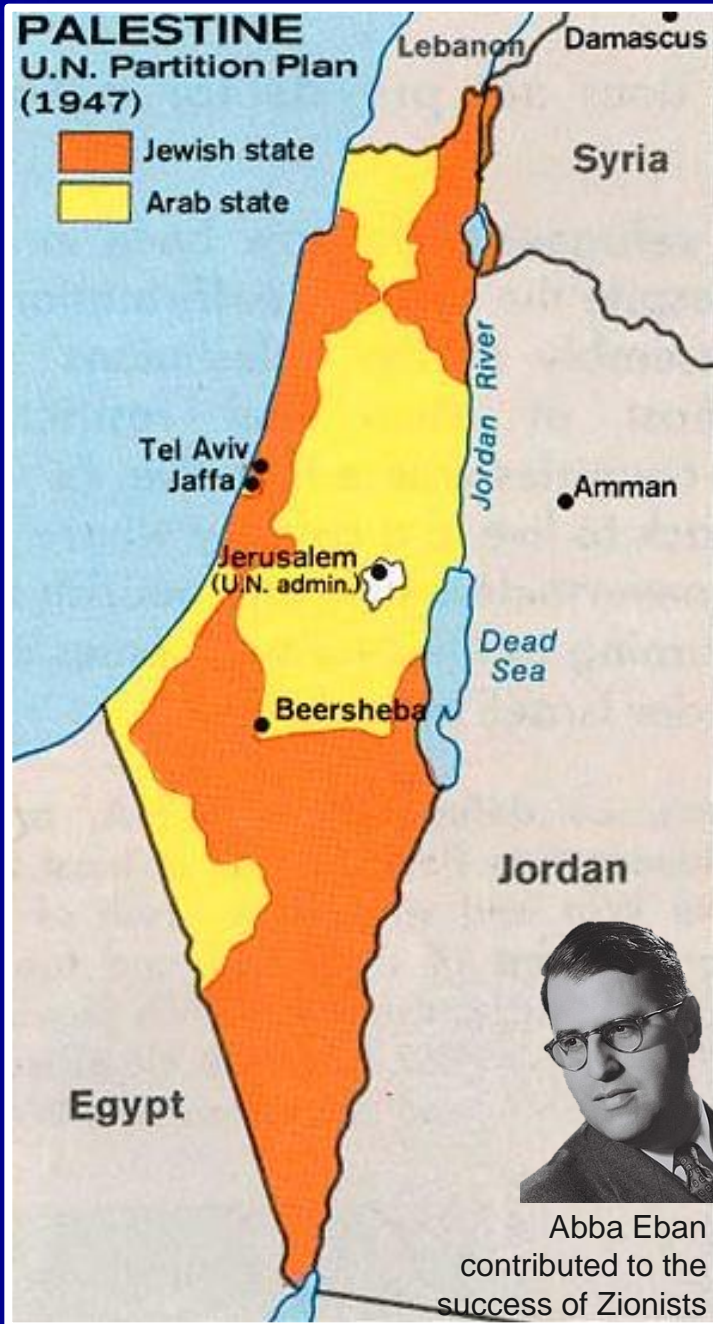 PALESTINE
U.N. Partition Plan
(1947)
Jewish state
Arab state
Lebanon
Damascus
Syria
Jordan River
Tel Aviv
Jaffa
Amman
Jerusalem
(U.N. admin.)
Dead
Sea
Beersheba
Jordan
Egypt
Abba Eban
contributed to the
success of Zionists